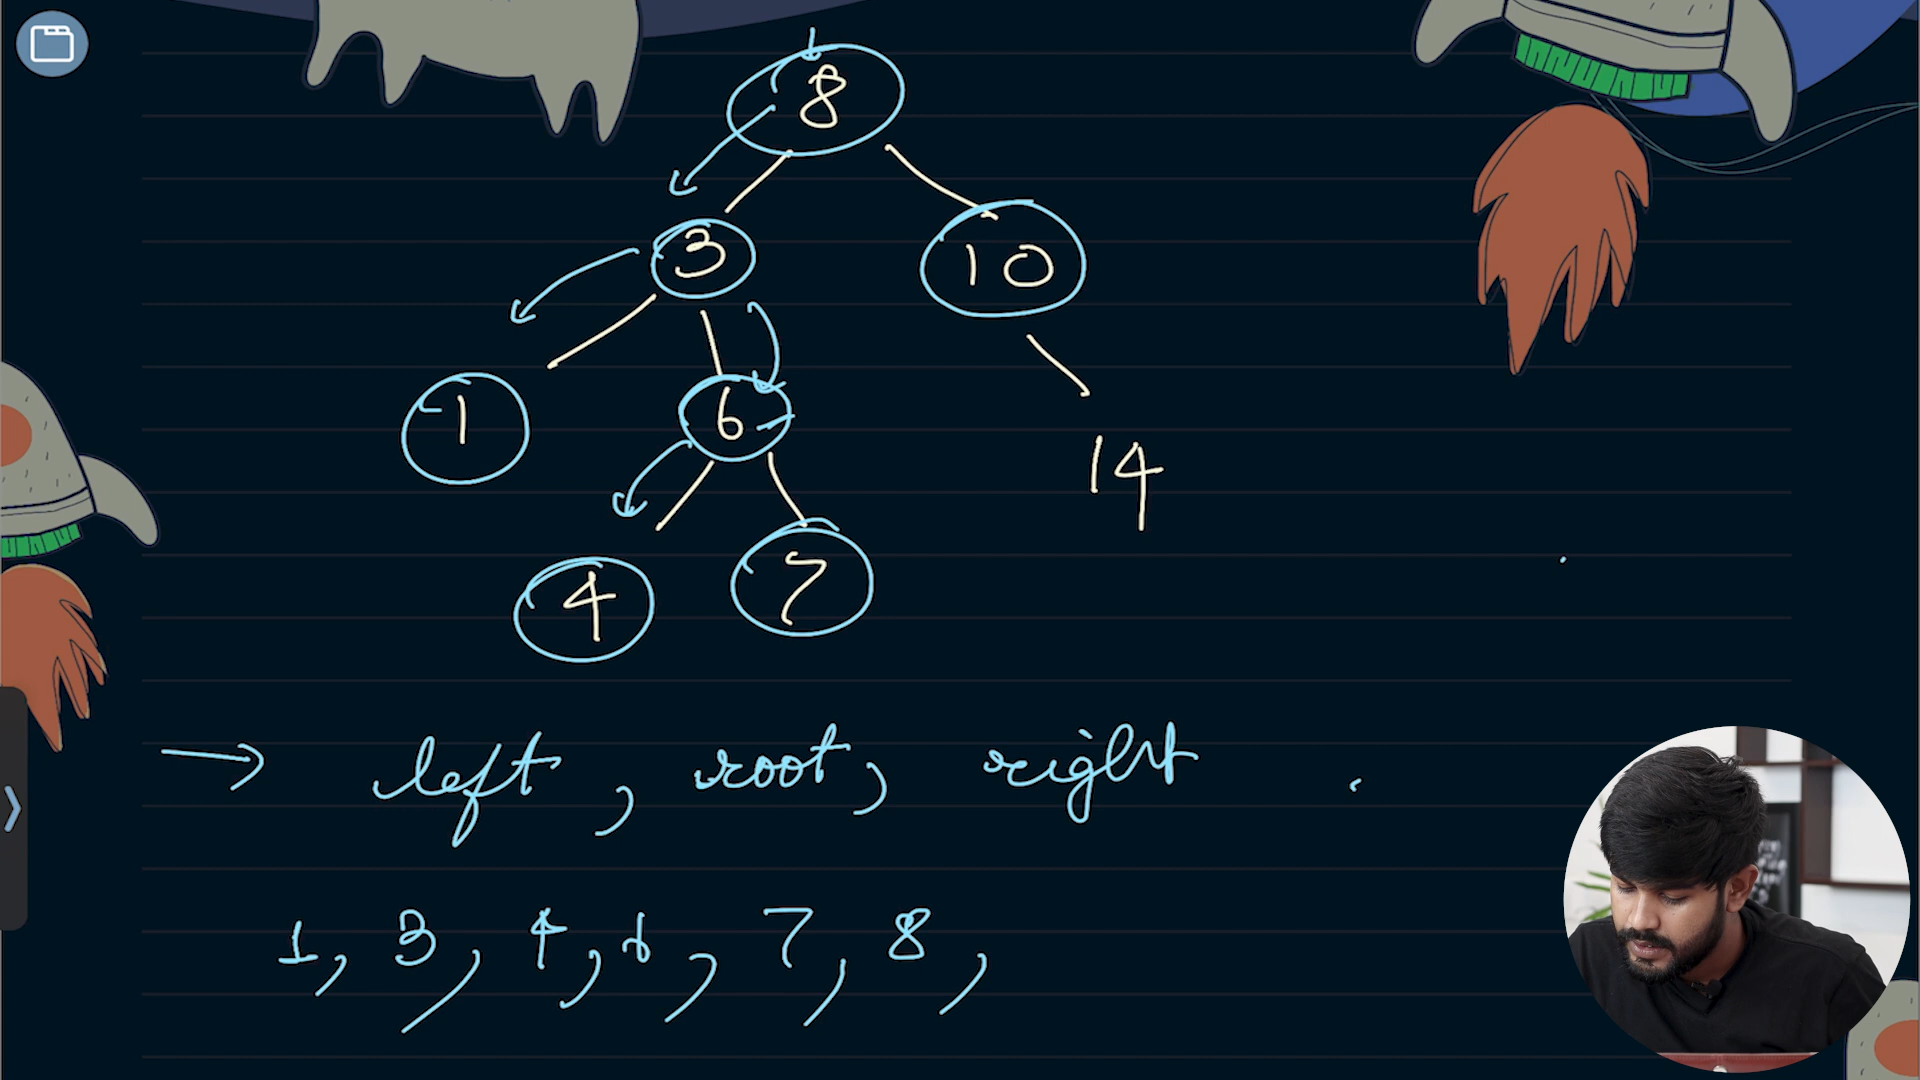 8
3 10
1 6
14
4 7
→ left, root, right .
1, 3, 4, 6, 7, 8,